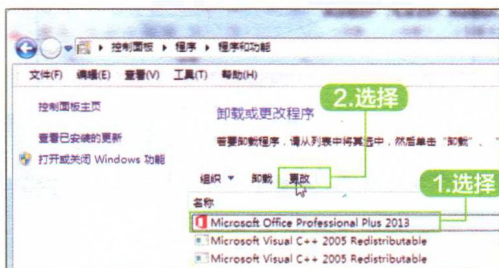 控制面板 ▸ 程序 ▸ 程序和功能
文件(F) 编辑(E) 查看(V) 工具(T) 帮助(H)
控制面板主页
卸载或更改程序
2.选择
查看已安装的更新
若要卸载程序，请从列表中将其选中，然后单击“卸载”、“
打开或关闭 Windows 功能
组织 卸载 更改
1.选择
名称
Microsoft Office Professional Plus 2013
Microsoft Visual C++ 2005 Redistributable
Microsoft Visual C++ 2005 Redistributable